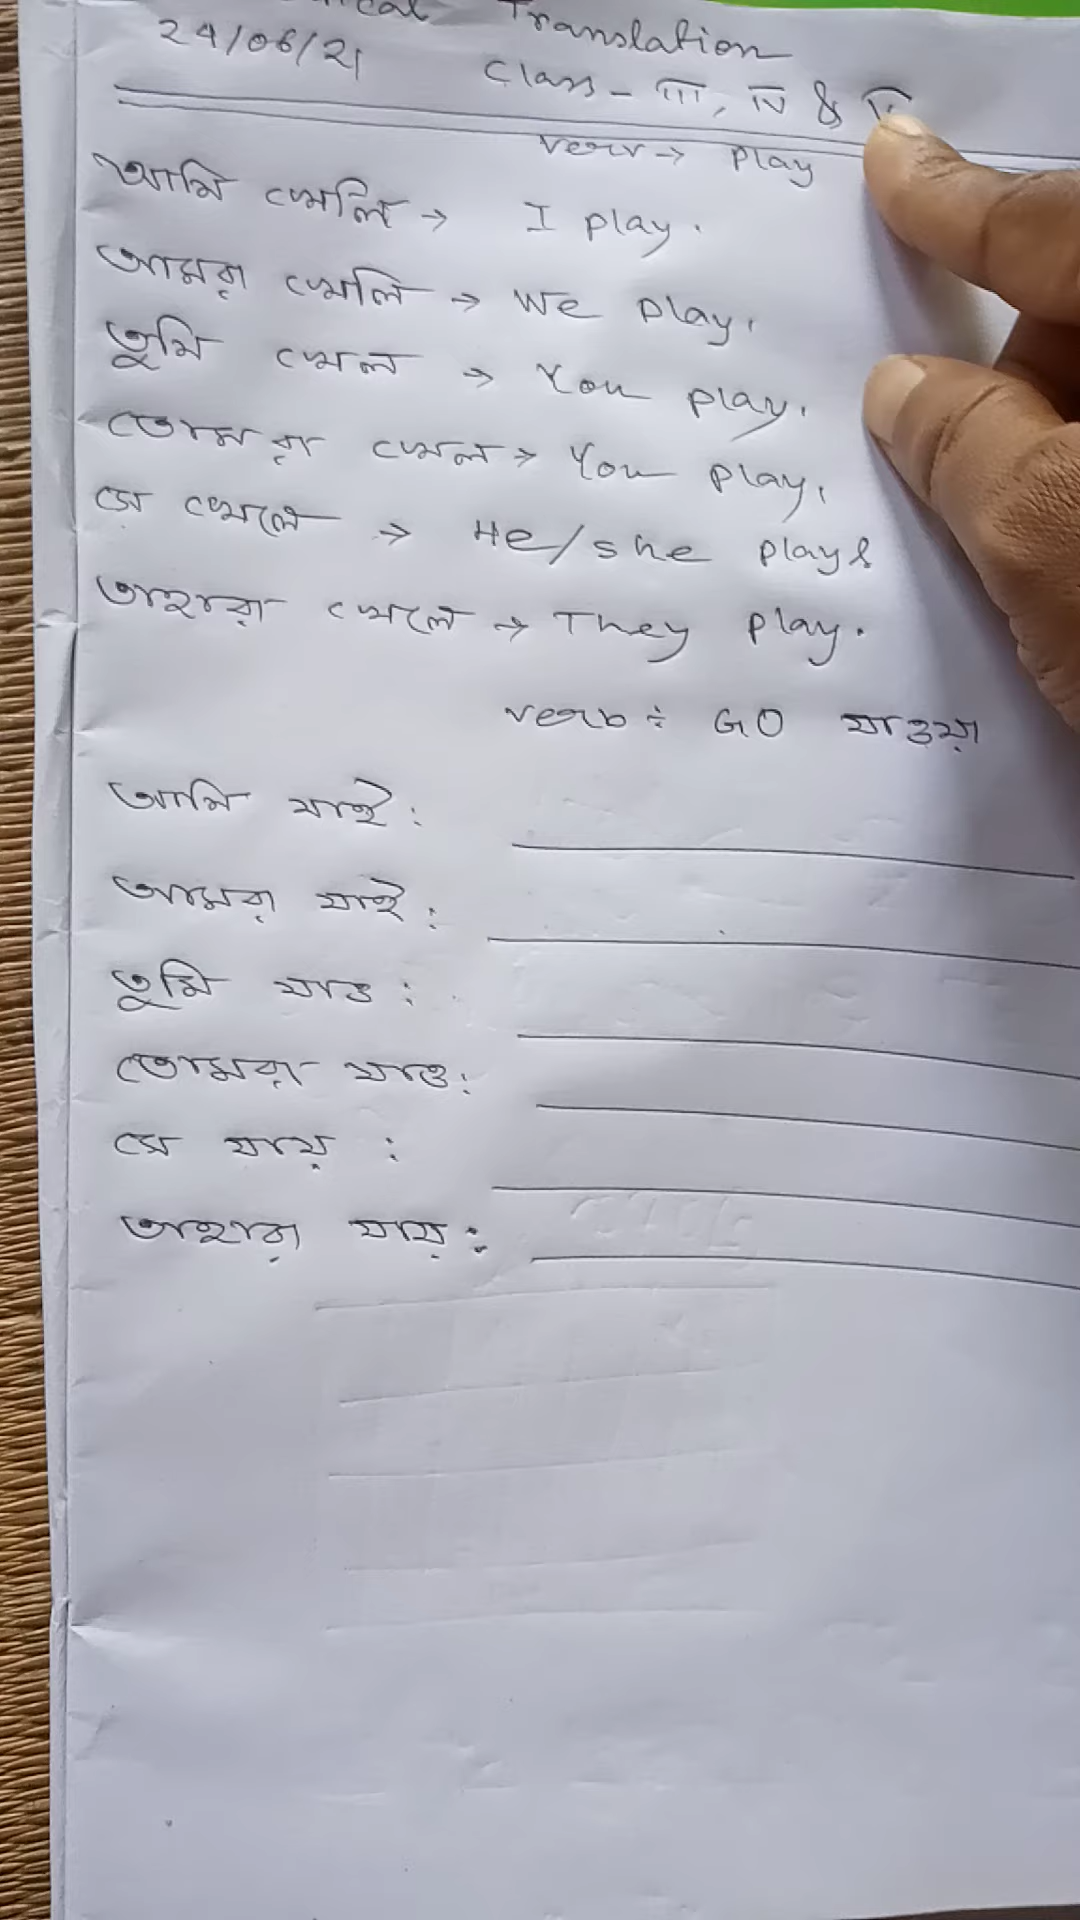 Translation
24/06/21 Class - III, IV &
verv → play
আমি খেলি → I play.
আমরা খেলি → We play.
তুমি খেল → You play.
তোমরা খেল → You play.
সে খেলে → He/she plays
তাহারা খেলে → They play.
verb ÷ GO যাওয়া
আমি যাই :
আমরা যাই :
তুমি যাও :
তোমরা যাও :
সে যায় :
তাহারা যায় :